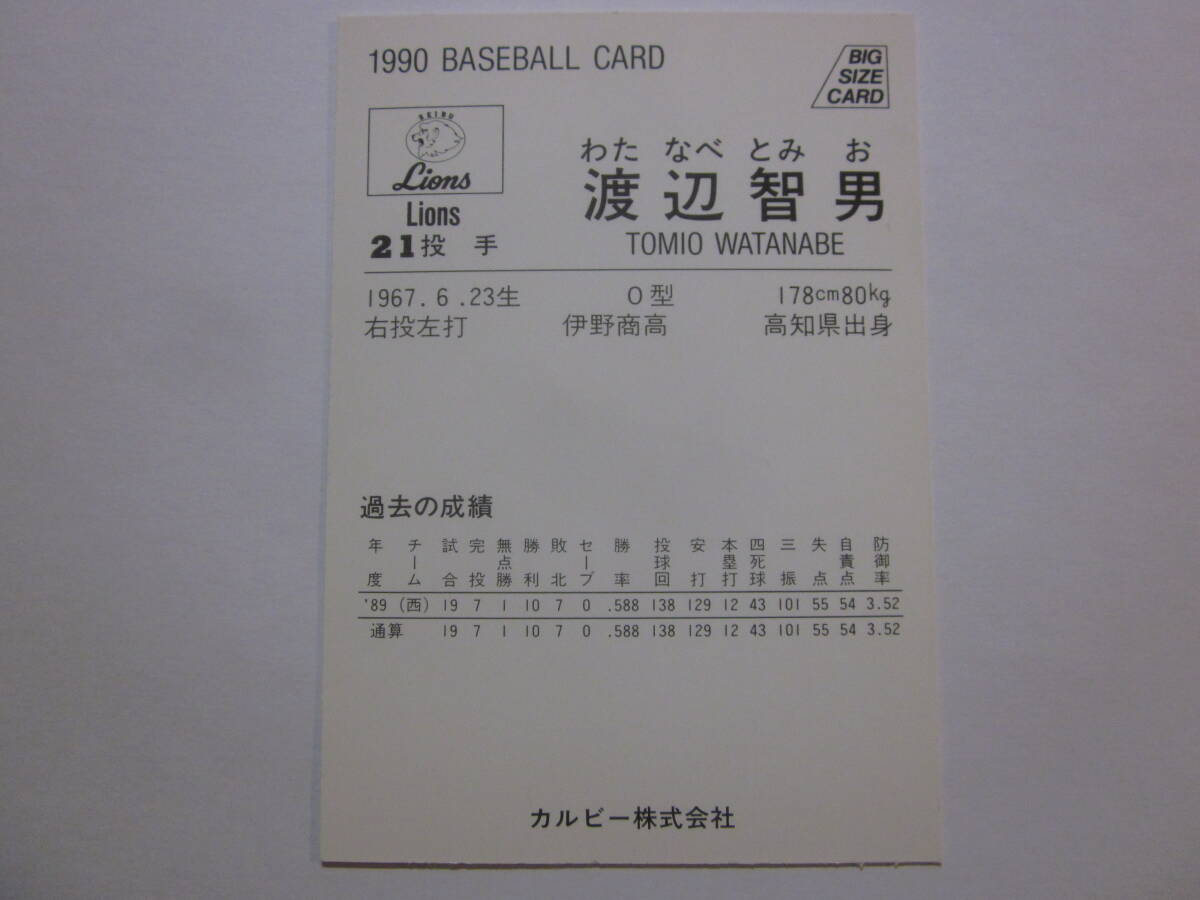 1990 BASEBALL CARD
BIG
SIZE
CARD
SEIBU
Lions
Lions
21投 手
わた なべ とみ お
渡辺智男
TOMIO WATANABE
1967. 6 .23生 O型 178cm80kg
右投左打 伊野商高 高知県出身
過去の成績
年度 チーム 試合 完投 無点勝 勝利 敗北 セーブ 勝率 投球回 安打 本塁打 四死球 三振 失点 自責点 防御率
'89 (西) 19 7 1 10 7 0 .588 138 129 12 43 101 55 54 3.52
通算 19 7 1 10 7 0 .588 138 129 12 43 101 55 54 3.52
カルビー株式会社